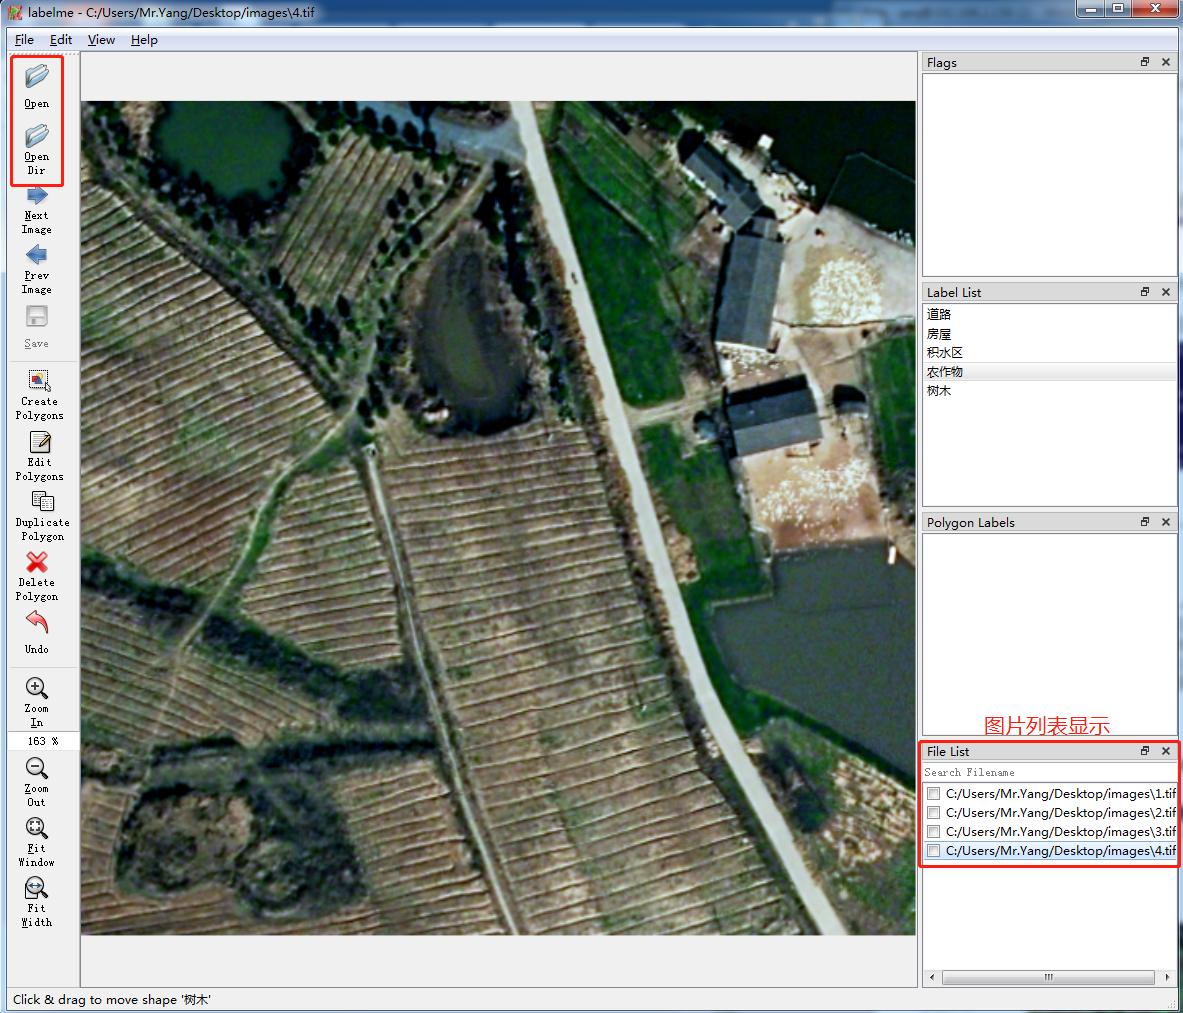 labelme - C:/Users/Mr.Yang/Desktop/images\4.tif
File Edit View Help
Open
Open
Dir
Next
Image
Prev
Image
Save
Create
Polygons
Edit
Polygons
Duplicate
Polygon
Delete
Polygon
Undo
Zoom
In
163 %
Zoom
Out
Fit
Window
Fit
Width
Flags
Label List
道路
房屋
积水区
农作物
树木
Polygon Labels
图片列表显示
File List
Search Filename
C:/Users/Mr.Yang/Desktop/images\1.tif
C:/Users/Mr.Yang/Desktop/images\2.tif
C:/Users/Mr.Yang/Desktop/images\3.tif
C:/Users/Mr.Yang/Desktop/images\4.tif
Click & drag to move shape '树木'